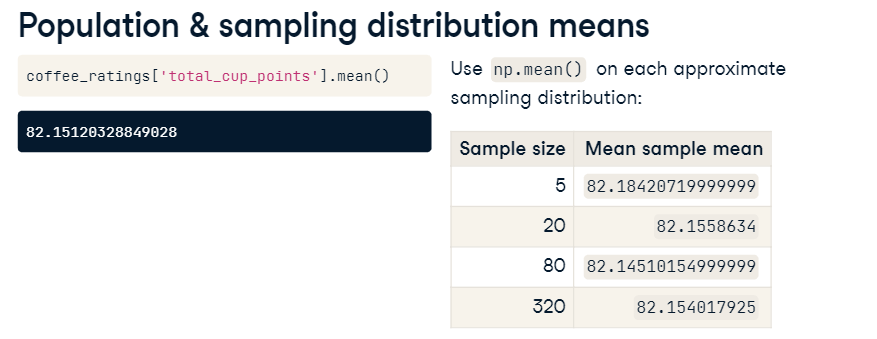 Population & sampling distribution means
coffee_ratings['total_cup_points'].mean()
82.15120328849028
Use np.mean() on each approximate
sampling distribution:
Sample size Mean sample mean
5 82.18420719999999
20 82.1558634
80 82.14510154999999
320 82.154017925